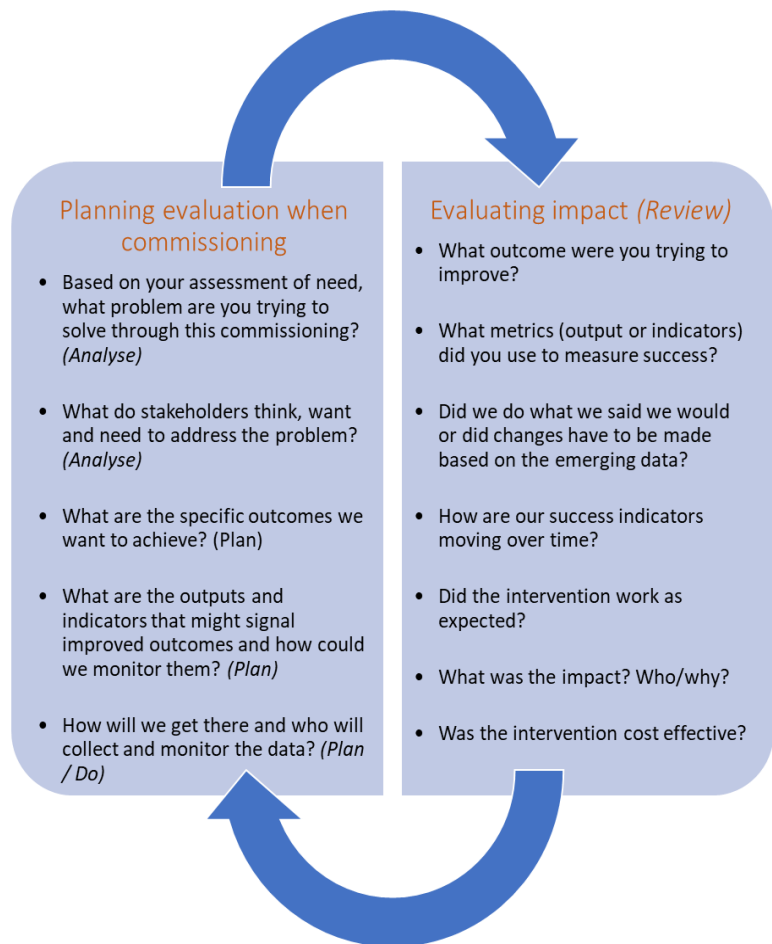 Planning evaluation when
commissioning
• Based on your assessment of need,
what problem are you trying to
solve through this commissioning?
(Analyse)
• What do stakeholders think, want
and need to address the problem?
(Analyse)
• What are the specific outcomes we
want to achieve? (Plan)
• What are the outputs and
indicators that might signal
improved outcomes and how could
we monitor them? (Plan)
• How will we get there and who will
collect and monitor the data? (Plan
/ Do)
Evaluating impact (Review)
• What outcome were you trying to
improve?
• What metrics (output or indicators)
did you use to measure success?
• Did we do what we said we would
or did changes have to be made
based on the emerging data?
• How are our success indicators
moving over time?
• Did the intervention work as
expected?
• What was the impact? Who/why?
• Was the intervention cost effective?